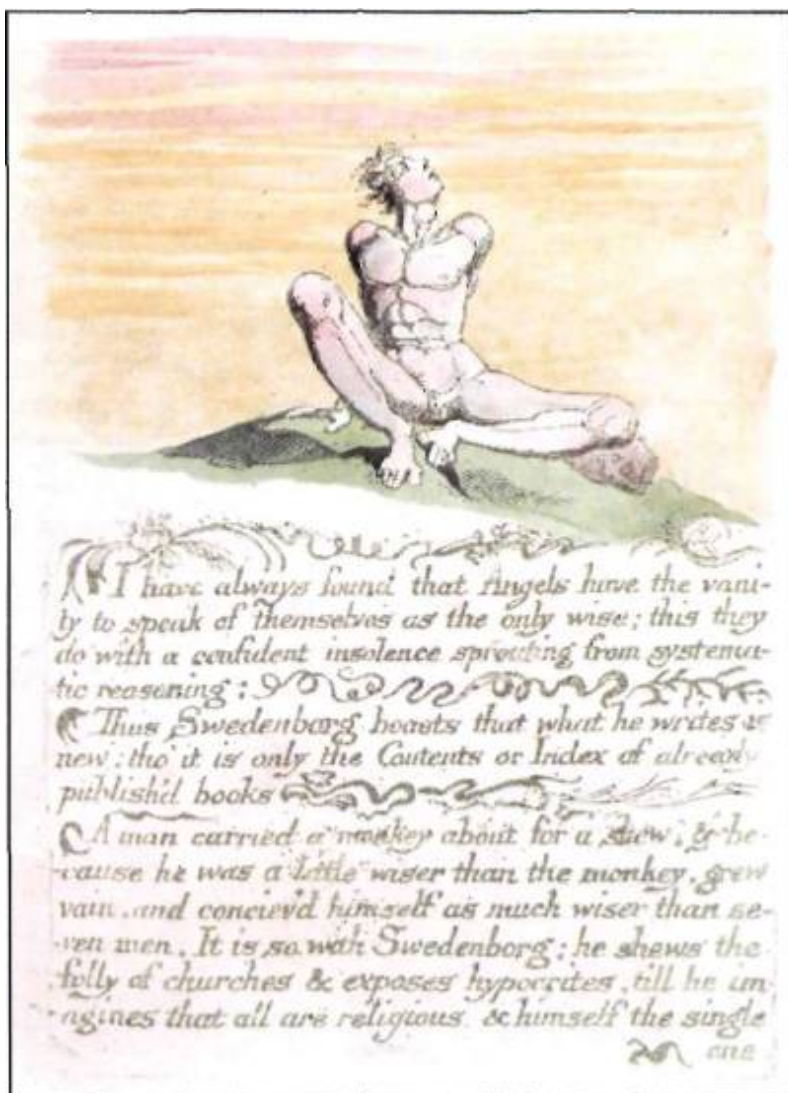 I have always found that Angels have the vani-
ty to speak of themselves as the only wise; this they
do with a confident insolence sprouting from systema-
tic reasoning:
Thus Swedenborg boasts that what he writes is
new: tho' it is only the Contents or Index of already
publish'd books
A man carried a monkey about for a shew, & be-
cause he was a little wiser than the monkey, grew
vain, and conciev'd himself as much wiser than se-
ven men. It is so with Swedenborg: he shews the
folly of churches & exposes hypocrites, till he im-
agines that all are religious. & himself the single
one